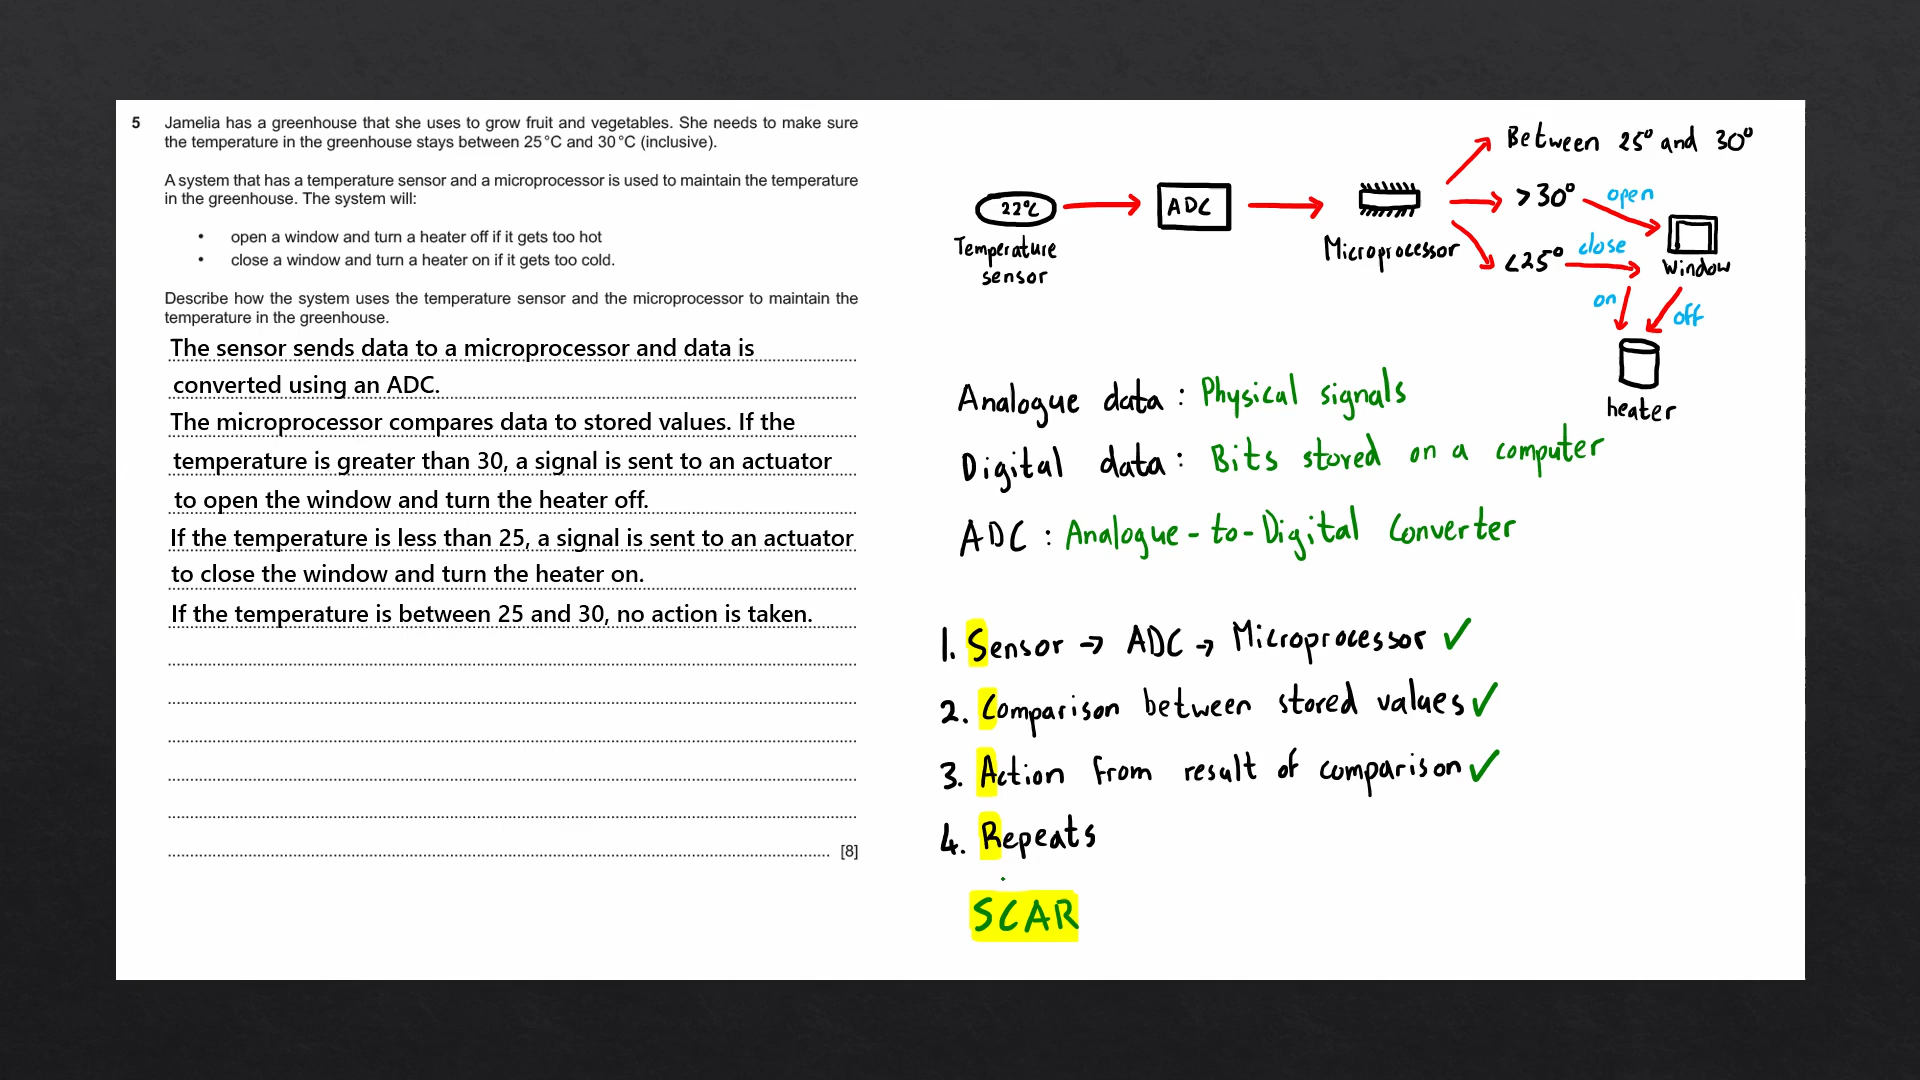 5 Jamelia has a greenhouse that she uses to grow fruit and vegetables. She needs to make sure
the temperature in the greenhouse stays between 25°C and 30°C (inclusive).
A system that has a temperature sensor and a microprocessor is used to maintain the temperature
in the greenhouse. The system will:
• open a window and turn a heater off if it gets too hot
• close a window and turn a heater on if it gets too cold.
Describe how the system uses the temperature sensor and the microprocessor to maintain the
temperature in the greenhouse.
The sensor sends data to a microprocessor and data is
converted using an ADC.
The microprocessor compares data to stored values. If the
temperature is greater than 30, a signal is sent to an actuator
to open the window and turn the heater off.
If the temperature is less than 25, a signal is sent to an actuator
to close the window and turn the heater on.
If the temperature is between 25 and 30, no action is taken.
[8]
22°C
Temperature
sensor
ADC
Microprocessor
Between 25° and 30°
>30°
open
<25°
close
window
on
off
heater
Analogue data : Physical signals
Digital data : Bits stored on a computer
ADC : Analogue-to-Digital Converter
1. Sensor → ADC → Microprocessor ✓
2. Comparison between stored values ✓
3. Action from result of comparison ✓
4. Repeats
SCAR